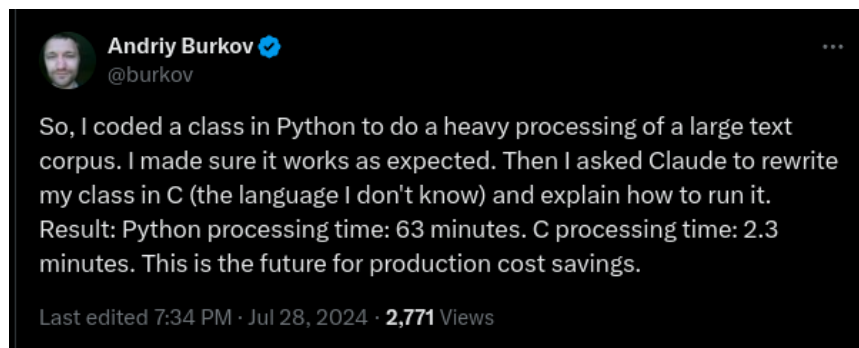 Andriy Burkov
@burkov
So, I coded a class in Python to do a heavy processing of a large text
corpus. I made sure it works as expected. Then I asked Claude to rewrite
my class in C (the language I don't know) and explain how to run it.
Result: Python processing time: 63 minutes. C processing time: 2.3
minutes. This is the future for production cost savings.
Last edited 7:34 PM · Jul 28, 2024 · 2,771 Views